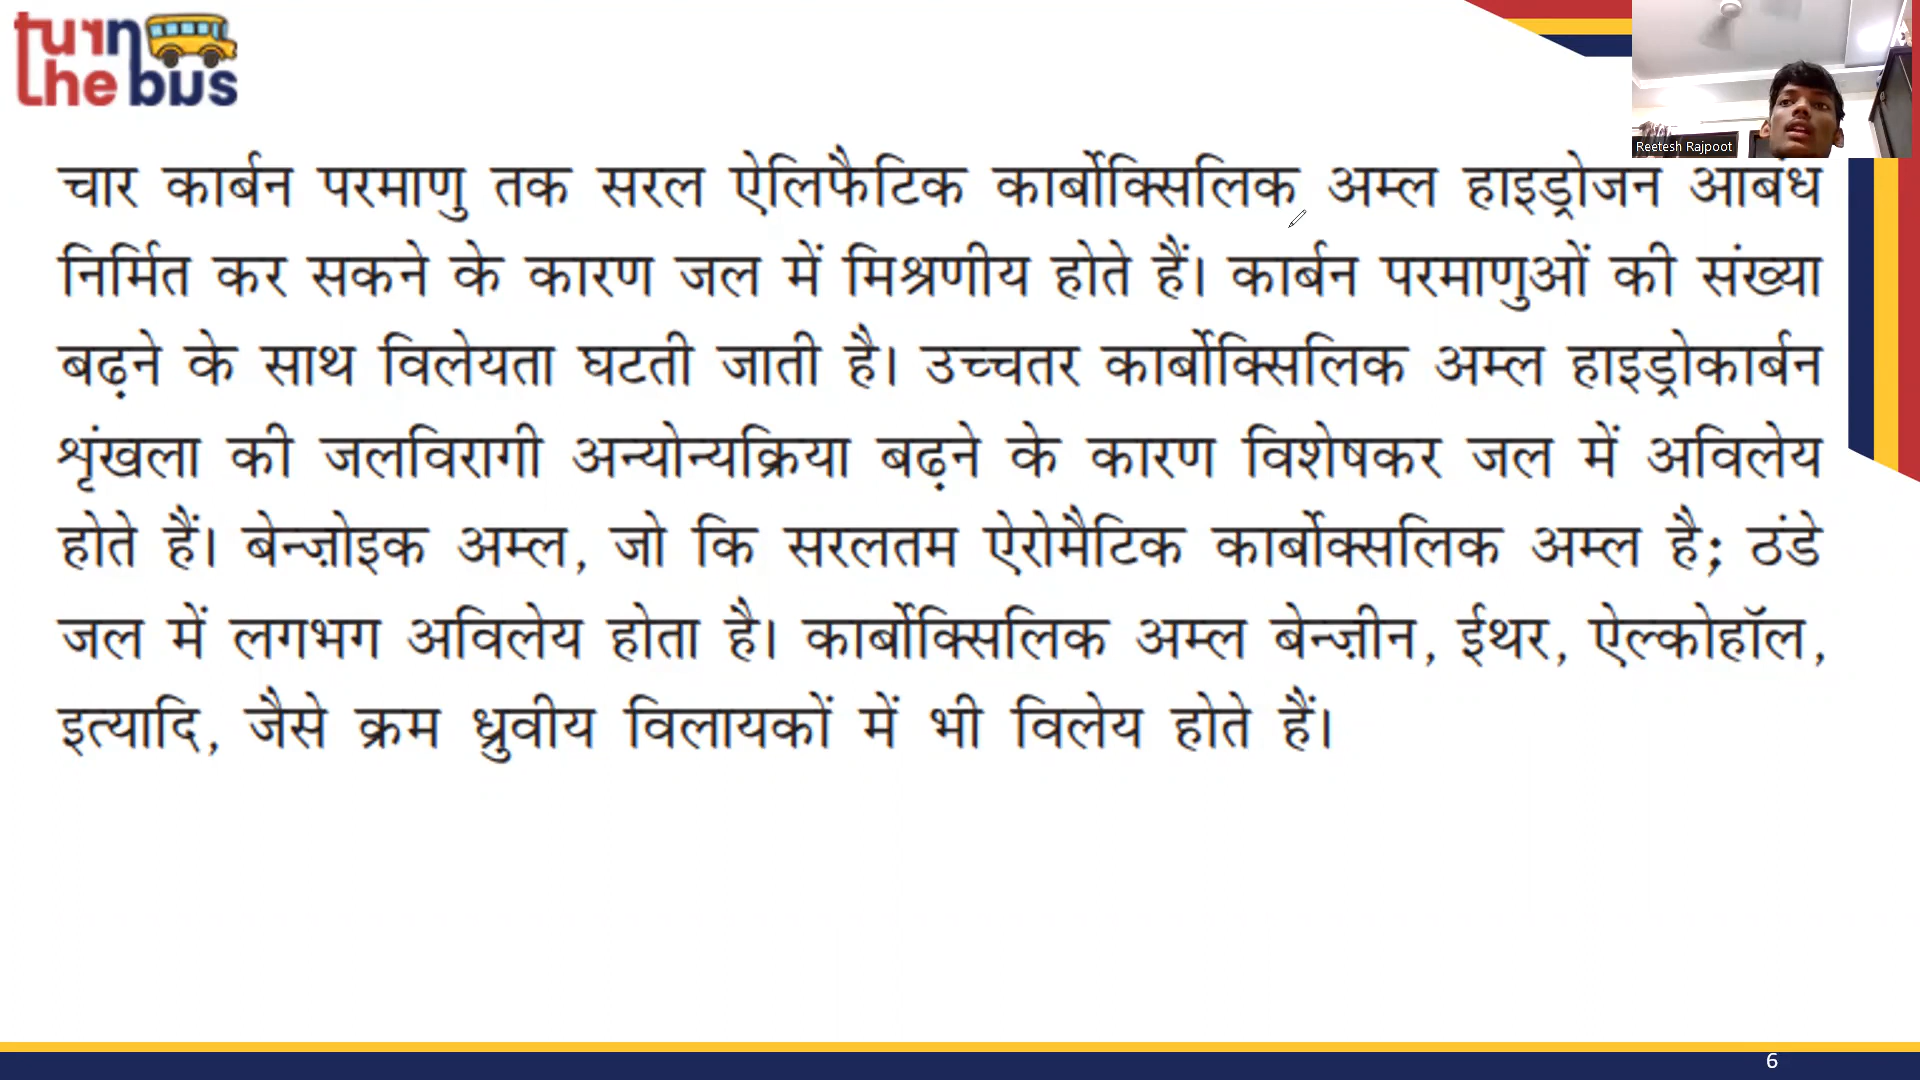 turn
the bus
Reetesh Rajpoot
चार कार्बन परमाणु तक सरल ऐलिफैटिक कार्बोक्सिलिक अम्ल हाइड्रोजन आबंध
निर्मित कर सकने के कारण जल में मिश्रणीय होते हैं। कार्बन परमाणुओं की संख्या
बढ़ने के साथ विलेयता घटती जाती है। उच्चतर कार्बोक्सिलिक अम्ल हाइड्रोकार्बन
शृंखला की जलविरागी अन्योन्यक्रिया बढ़ने के कारण विशेषकर जल में अविलेय
होते हैं। बेन्ज़ोइक अम्ल, जो कि सरलतम ऐरोमैटिक कार्बोक्सलिक अम्ल है; ठंडे
जल में लगभग अविलेय होता है। कार्बोक्सिलिक अम्ल बेन्ज़ीन, ईथर, ऐल्कोहॉल,
इत्यादि, जैसे क्रम ध्रुवीय विलायकों में भी विलेय होते हैं।
6